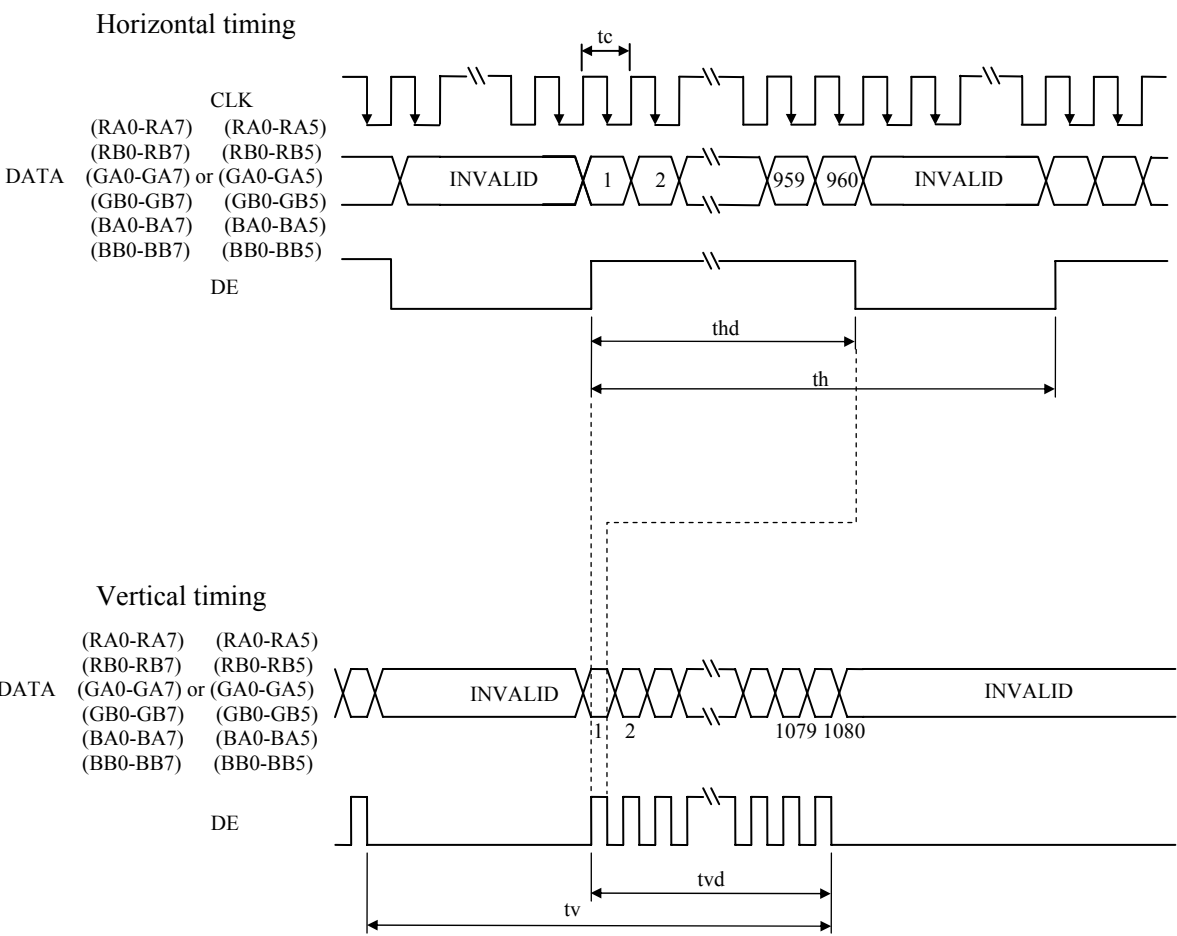 Horizontal timing
tc
CLK
(RA0-RA7) (RA0-RA5)
(RB0-RB7) (RB0-RB5)
DATA (GA0-GA7) or (GA0-GA5)
(GB0-GB7) (GB0-GB5)
(BA0-BA7) (BA0-BA5)
(BB0-BB7) (BB0-BB5)
INVALID 1 2 959 960 INVALID
DE
thd
th
Vertical timing
(RA0-RA7) (RA0-RA5)
(RB0-RB7) (RB0-RB5)
DATA (GA0-GA7) or (GA0-GA5)
(GB0-GB7) (GB0-GB5)
(BA0-BA7) (BA0-BA5)
(BB0-BB7) (BB0-BB5)
INVALID INVALID
1 2 1079 1080
DE
tvd
tv